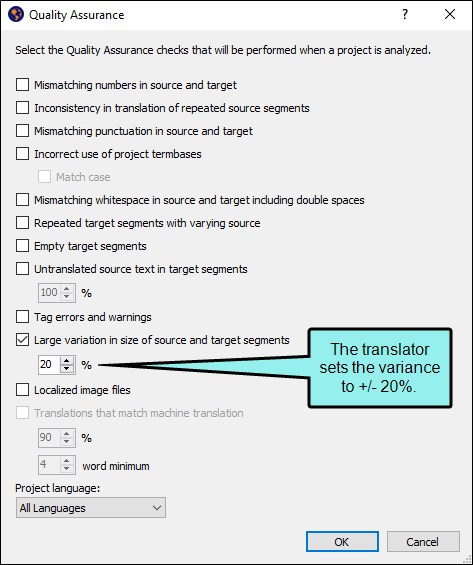 Quality Assurance
?
Select the Quality Assurance checks that will be performed when a project is analyzed.
Mismatching numbers in source and target
Inconsistency in translation of repeated source segments
Mismatching punctuation in source and target
Incorrect use of project termbases
Match case
Mismatching whitespace in source and target including double spaces
Repeated target segments with varying source
Empty target segments
Untranslated source text in target segments
100 %
Tag errors and warnings
Large variation in size of source and target segments
20 %
The translator
sets the variance
to +/- 20%.
Localized image files
Translations that match machine translation
90 %
4 word minimum
Project language:
All Languages
OK Cancel